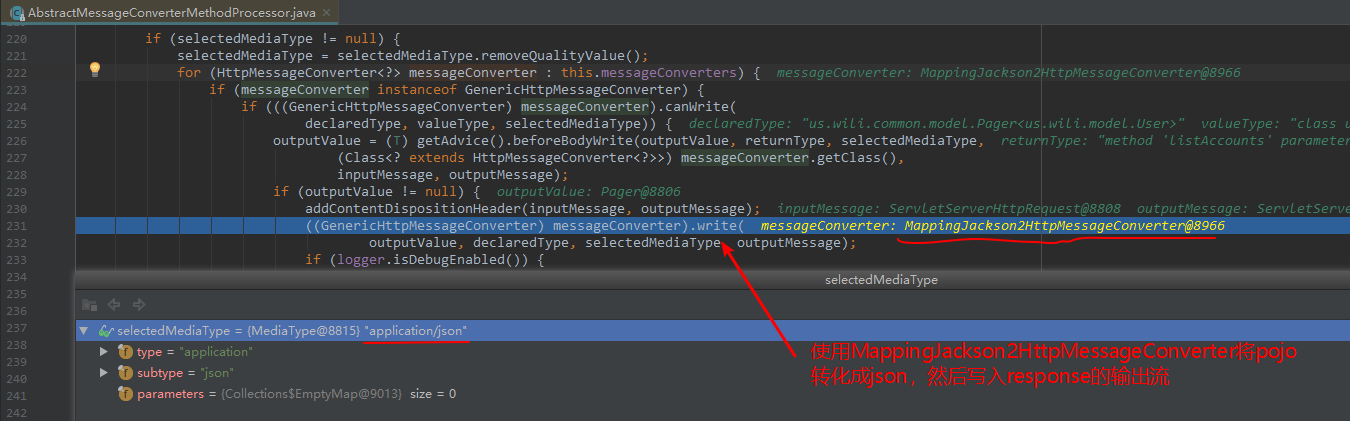 AbstractMessageConverterMethodProcessor.java ×
220 if (selectedMediaType != null) {
221 selectedMediaType = selectedMediaType.removeQualityValue();
222 for (HttpMessageConverter<?> messageConverter : this.messageConverters) { messageConverter: MappingJackson2HttpMessageConverter@8966
223 if (messageConverter instanceof GenericHttpMessageConverter) {
224 if (((GenericHttpMessageConverter) messageConverter).canWrite(
225 declaredType, valueType, selectedMediaType)) { declaredType: "us.wili.common.model.Pager<us.wili.model.User>" valueType: "class u
226 outputValue = (T) getAdvice().beforeBodyWrite(outputValue, returnType, selectedMediaType, returnType: "method 'listAccounts' parameter
227 (Class<? extends HttpMessageConverter<?>>) messageConverter.getClass(),
228 inputMessage, outputMessage);
229 if (outputValue != null) { outputValue: Pager@8806
230 addContentDispositionHeader(inputMessage, outputMessage); inputMessage: ServletServerHttpRequest@8808 outputMessage: ServletServe
231 ((GenericHttpMessageConverter) messageConverter).write( messageConverter: MappingJackson2HttpMessageConverter@8966
232 outputValue, declaredType, selectedMediaType, outputMessage);
233 if (logger.isDebugEnabled()) {
234 selectedMediaType
235
236
237 selectedMediaType = {MediaType@8815} "application/json"
238 type = "application"
239 subtype = "json"
240 parameters = {Collections$EmptyMap@9013} size = 0
241
242
使用MappingJackson2HttpMessageConverter将pojo
转化成json，然后写入response的输出流